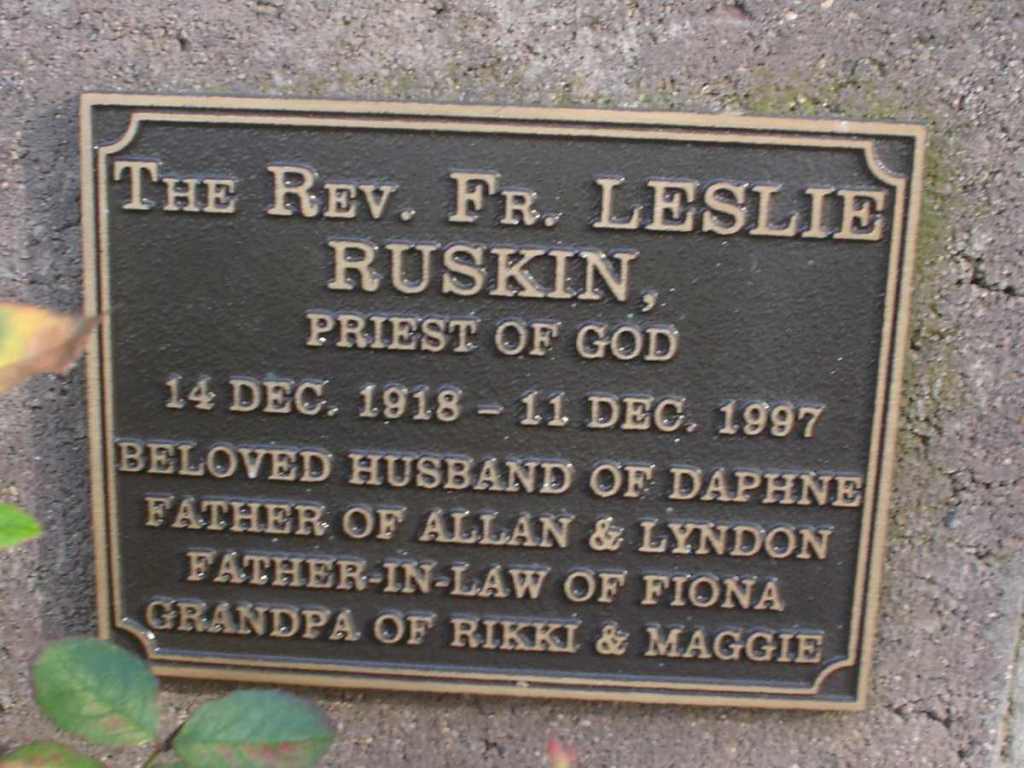 THE REV. FR. LESLIE
RUSKIN,
PRIEST OF GOD
14 DEC. 1918 - 11 DEC. 1997
BELOVED HUSBAND OF DAPHNE
FATHER OF ALLAN & LYNDON
FATHER-IN-LAW OF FIONA
GRANDPA OF RIKKI & MAGGIE